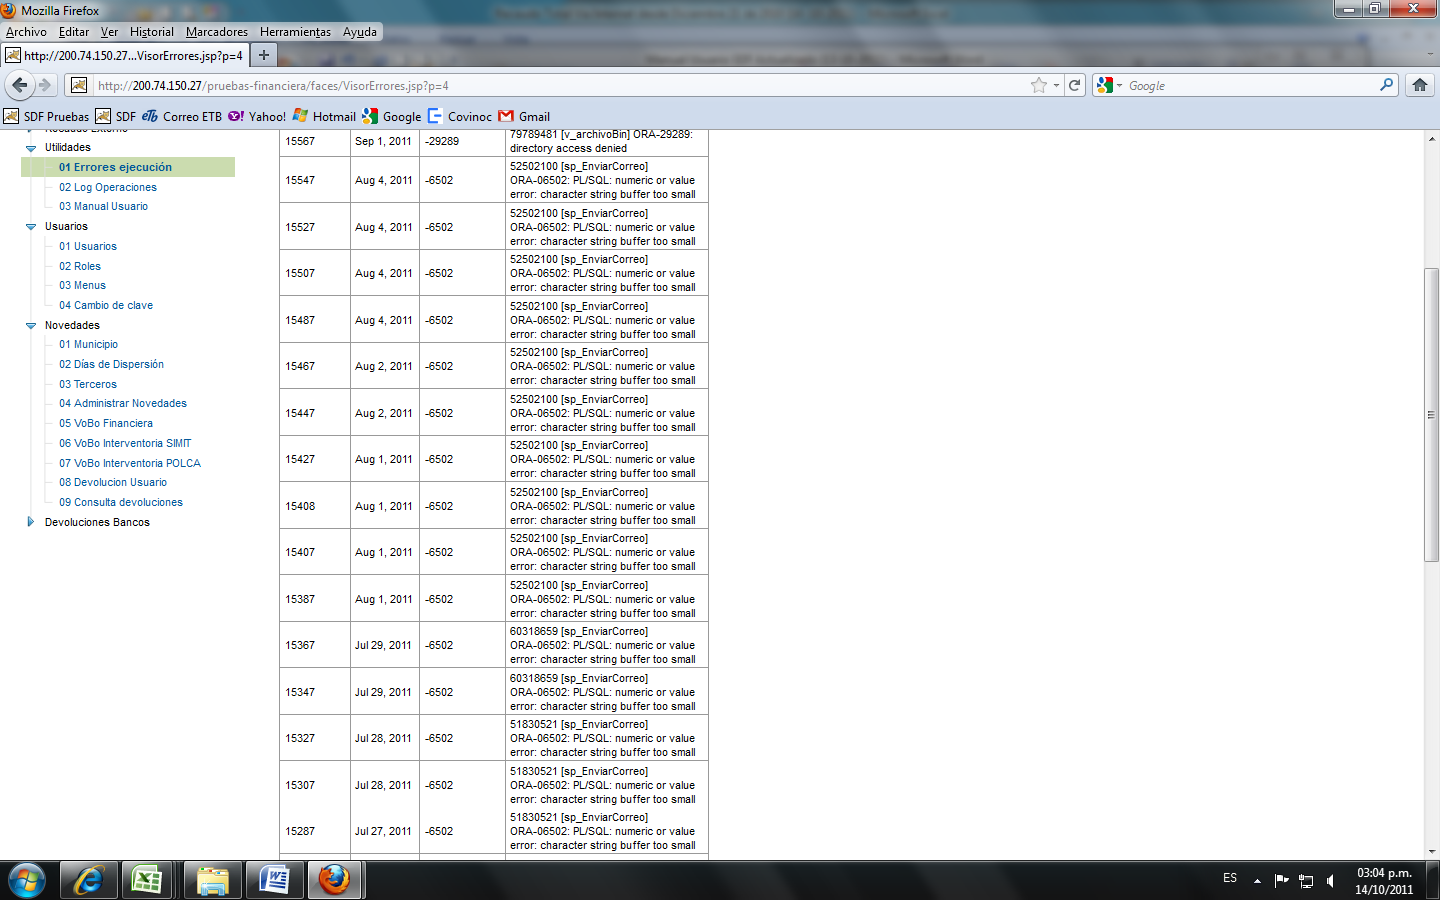 Mozilla Firefox
Archivo Editar Ver Historial Marcadores Herramientas Ayuda
http://200.74.150.27...VisorErrores.jsp?p=4
http://200.74.150.27/pruebas-financiera/faces/VisorErrores.jsp?p=4
Google
SDF Pruebas SDF Correo ETB Yahoo! Hotmail Google Covinoc Gmail
Recaudo Externo
Utilidades
01 Errores ejecución
02 Log Operaciones
03 Manual Usuario
Usuarios
01 Usuarios
02 Roles
03 Menus
04 Cambio de clave
Novedades
01 Municipio
02 Días de Dispersión
03 Terceros
04 Administrar Novedades
05 VoBo Financiera
06 VoBo Interventoria SIMIT
07 VoBo Interventoria POLCA
08 Devolucion Usuario
09 Consulta devoluciones
Devoluciones Bancos
15567 Sep 1, 2011 -29289 79789481 [v_archivoBin] ORA-29289:
directory access denied
15547 Aug 4, 2011 -6502 52502100 [sp_EnviarCorreo]
ORA-06502: PL/SQL: numeric or value
error: character string buffer too small
15527 Aug 4, 2011 -6502 52502100 [sp_EnviarCorreo]
ORA-06502: PL/SQL: numeric or value
error: character string buffer too small
15507 Aug 4, 2011 -6502 52502100 [sp_EnviarCorreo]
ORA-06502: PL/SQL: numeric or value
error: character string buffer too small
15487 Aug 4, 2011 -6502 52502100 [sp_EnviarCorreo]
ORA-06502: PL/SQL: numeric or value
error: character string buffer too small
15467 Aug 2, 2011 -6502 52502100 [sp_EnviarCorreo]
ORA-06502: PL/SQL: numeric or value
error: character string buffer too small
15447 Aug 2, 2011 -6502 52502100 [sp_EnviarCorreo]
ORA-06502: PL/SQL: numeric or value
error: character string buffer too small
15427 Aug 1, 2011 -6502 52502100 [sp_EnviarCorreo]
ORA-06502: PL/SQL: numeric or value
error: character string buffer too small
15408 Aug 1, 2011 -6502 52502100 [sp_EnviarCorreo]
ORA-06502: PL/SQL: numeric or value
error: character string buffer too small
15407 Aug 1, 2011 -6502 52502100 [sp_EnviarCorreo]
ORA-06502: PL/SQL: numeric or value
error: character string buffer too small
15387 Aug 1, 2011 -6502 52502100 [sp_EnviarCorreo]
ORA-06502: PL/SQL: numeric or value
error: character string buffer too small
15367 Jul 29, 2011 -6502 60318659 [sp_EnviarCorreo]
ORA-06502: PL/SQL: numeric or value
error: character string buffer too small
15347 Jul 29, 2011 -6502 60318659 [sp_EnviarCorreo]
ORA-06502: PL/SQL: numeric or value
error: character string buffer too small
15327 Jul 28, 2011 -6502 51830521 [sp_EnviarCorreo]
ORA-06502: PL/SQL: numeric or value
error: character string buffer too small
15307 Jul 28, 2011 -6502 51830521 [sp_EnviarCorreo]
ORA-06502: PL/SQL: numeric or value
error: character string buffer too small
15287 Jul 27, 2011 -6502 51830521 [sp_EnviarCorreo]
ORA-06502: PL/SQL: numeric or value
error: character string buffer too small
ES
03:04 p.m.
14/10/2011